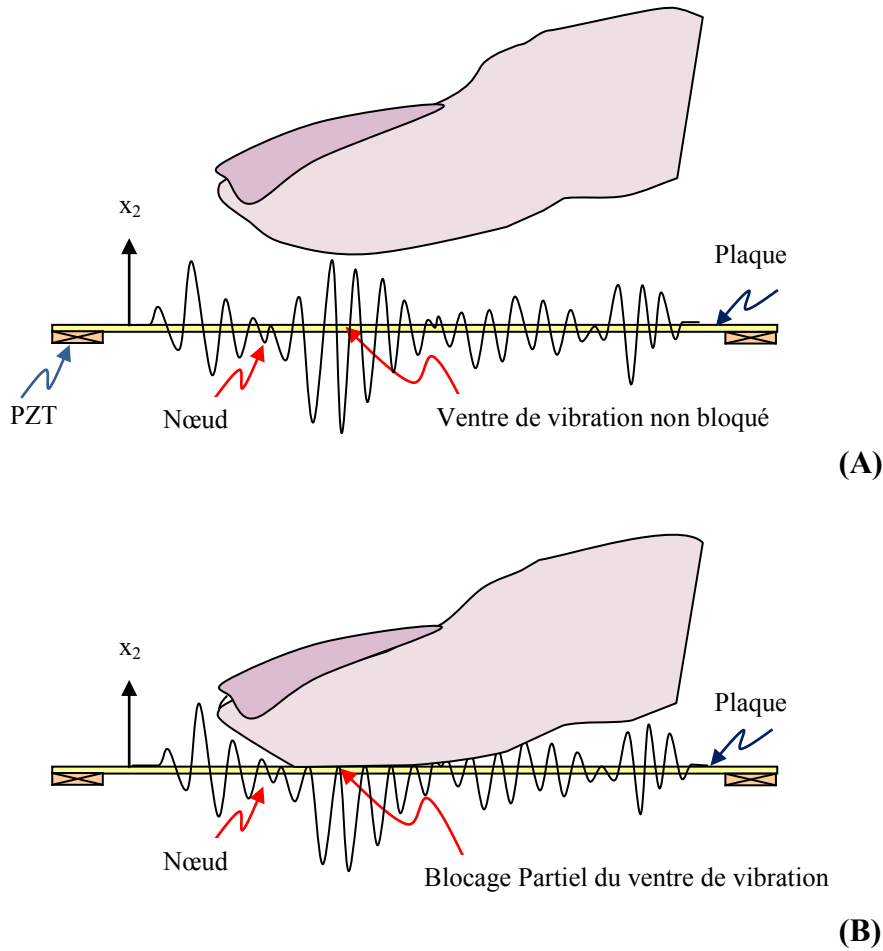 x2
Plaque
PZT
Nœud
Ventre de vibration non bloqué
(A)
x2
Plaque
Nœud
Blocage Partiel du ventre de vibration
(B)